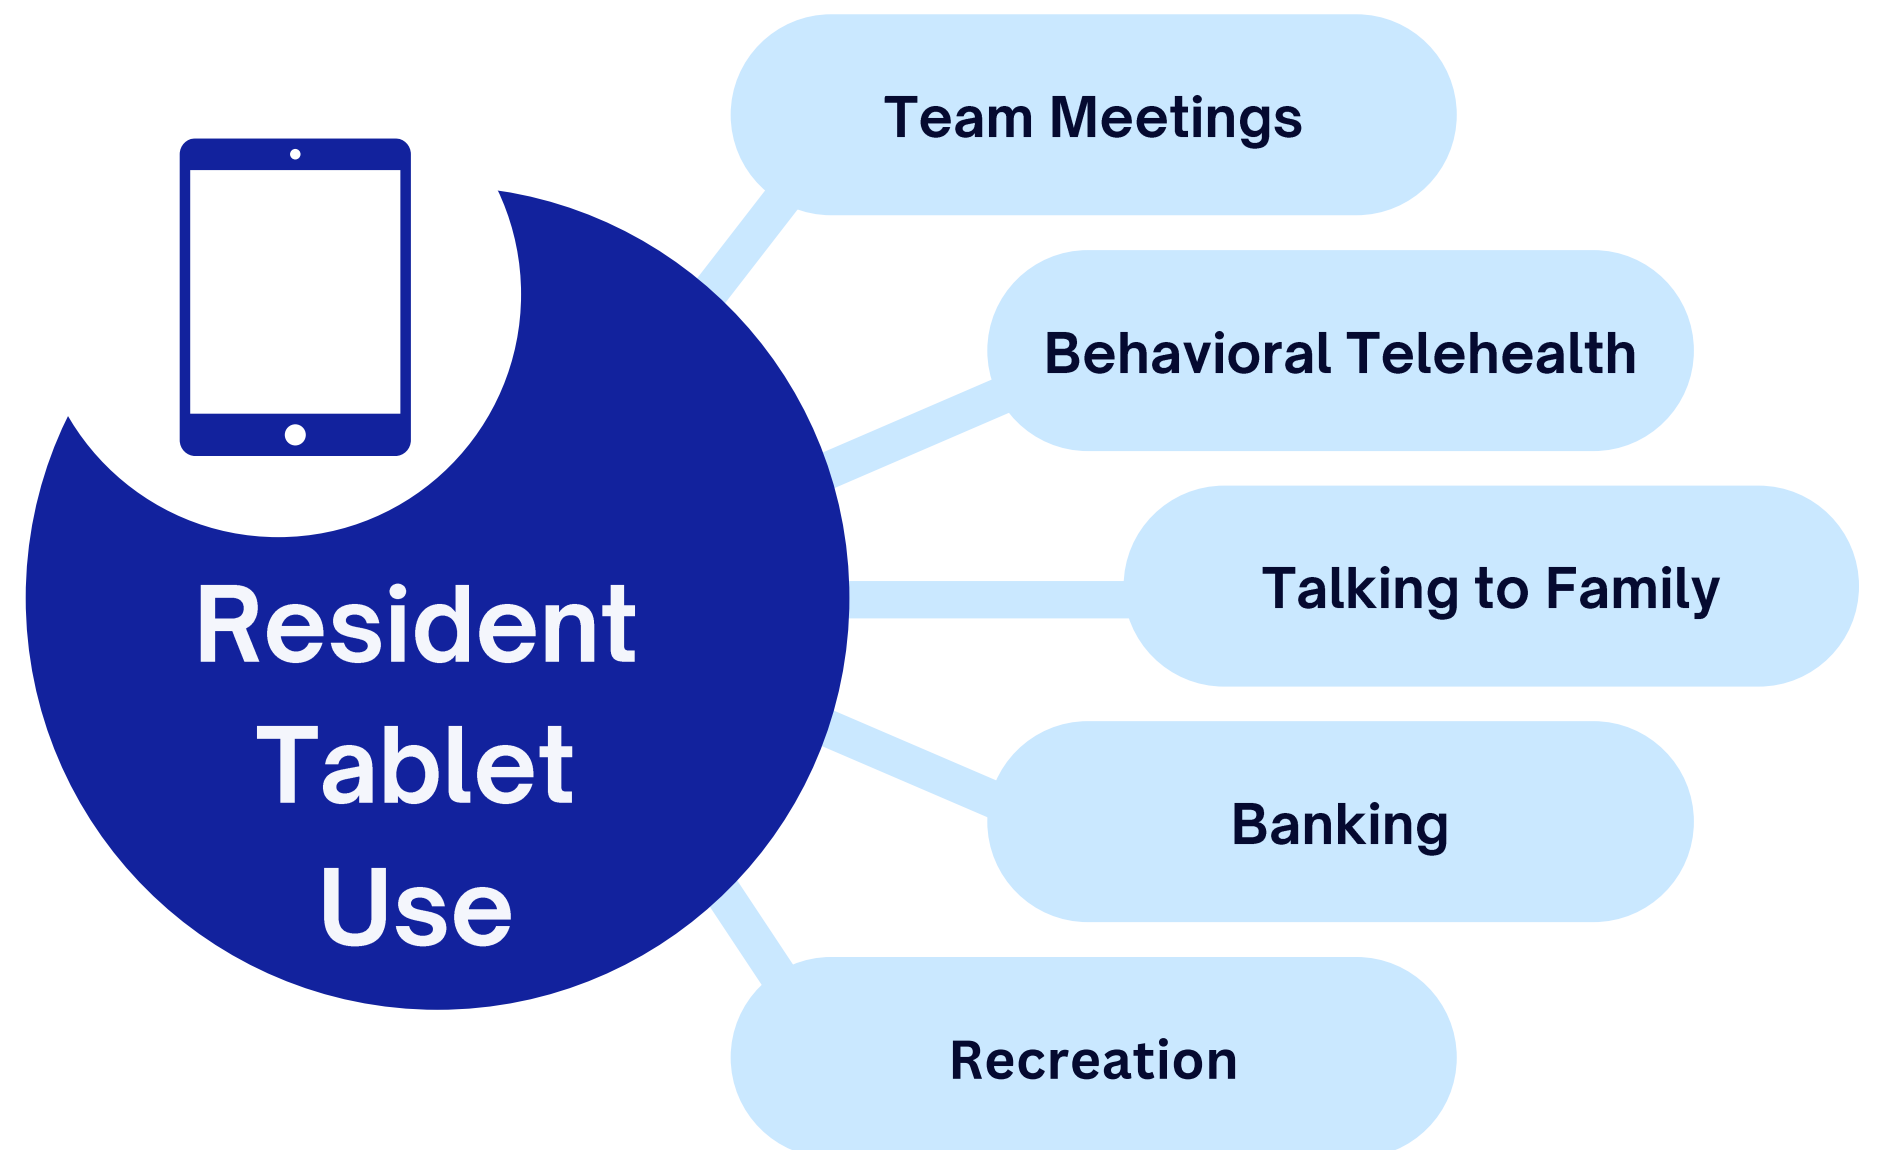 Resident
Tablet
Use
Team Meetings
Behavioral Telehealth
Talking to Family
Banking
Recreation